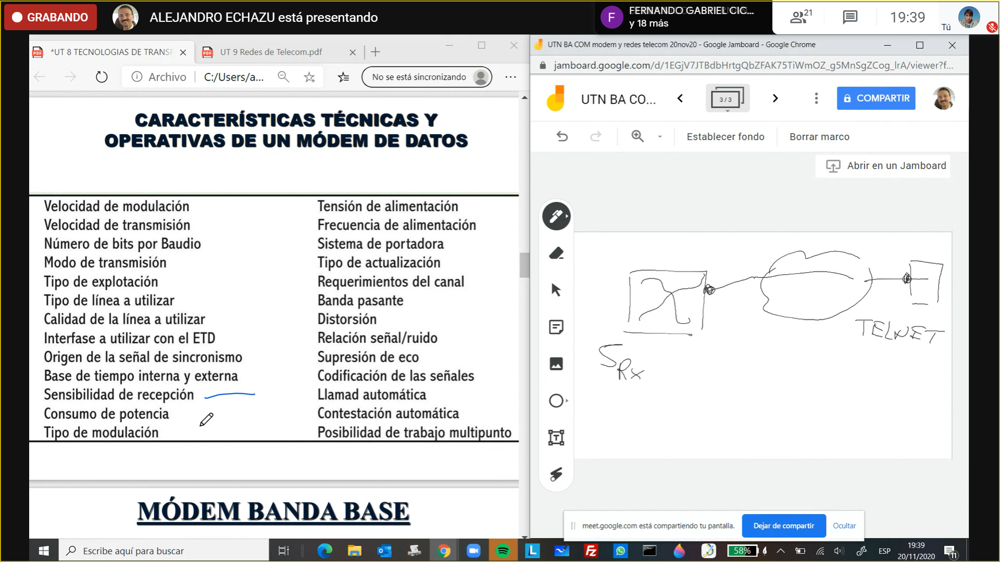 GRABANDO
ALEJANDRO ECHAZU está presentando
F
FERNANDO GABRIEL CIC...
y 18 más
21
19:39
Tú
*UT 8 TECNOLOGIAS DE TRANSF
UT 9 Redes de Telecom.pdf
Archivo
C:/Users/a...
No se está sincronizando
CARACTERÍSTICAS TÉCNICAS Y
OPERATIVAS DE UN MÓDEM DE DATOS
Velocidad de modulación
Velocidad de transmisión
Número de bits por Baudio
Modo de transmisión
Tipo de explotación
Tipo de línea a utilizar
Calidad de la línea a utilizar
Interfase a utilizar con el ETD
Origen de la señal de sincronismo
Base de tiempo interna y externa
Sensibilidad de recepción
Consumo de potencia
Tipo de modulación
Tensión de alimentación
Frecuencia de alimentación
Sistema de portadora
Tipo de actualización
Requerimientos del canal
Banda pasante
Distorsión
Relación señal/ruido
Supresión de eco
Codificación de las señales
Llamad automática
Contestación automática
Posibilidad de trabajo multipunto
MÓDEM BANDA BASE
UTN BA COM modem y redes telecom 20nov20 - Google Jamboard - Google Chrome
jamboard.google.com/d/1EGjV7JTBdbHrtgQbZFAK75TiWmOZ_g5MnSgZCog_lrA/viewer?f...
UTN BA CO...
3 / 3
COMPARTIR
Establecer fondo
Borrar marco
Abrir en un Jamboard
TELNET
SRx
meet.google.com está compartiendo tu pantalla.
Dejar de compartir
Ocultar
Escribe aquí para buscar
58%
ESP
19:39
20/11/2020
11